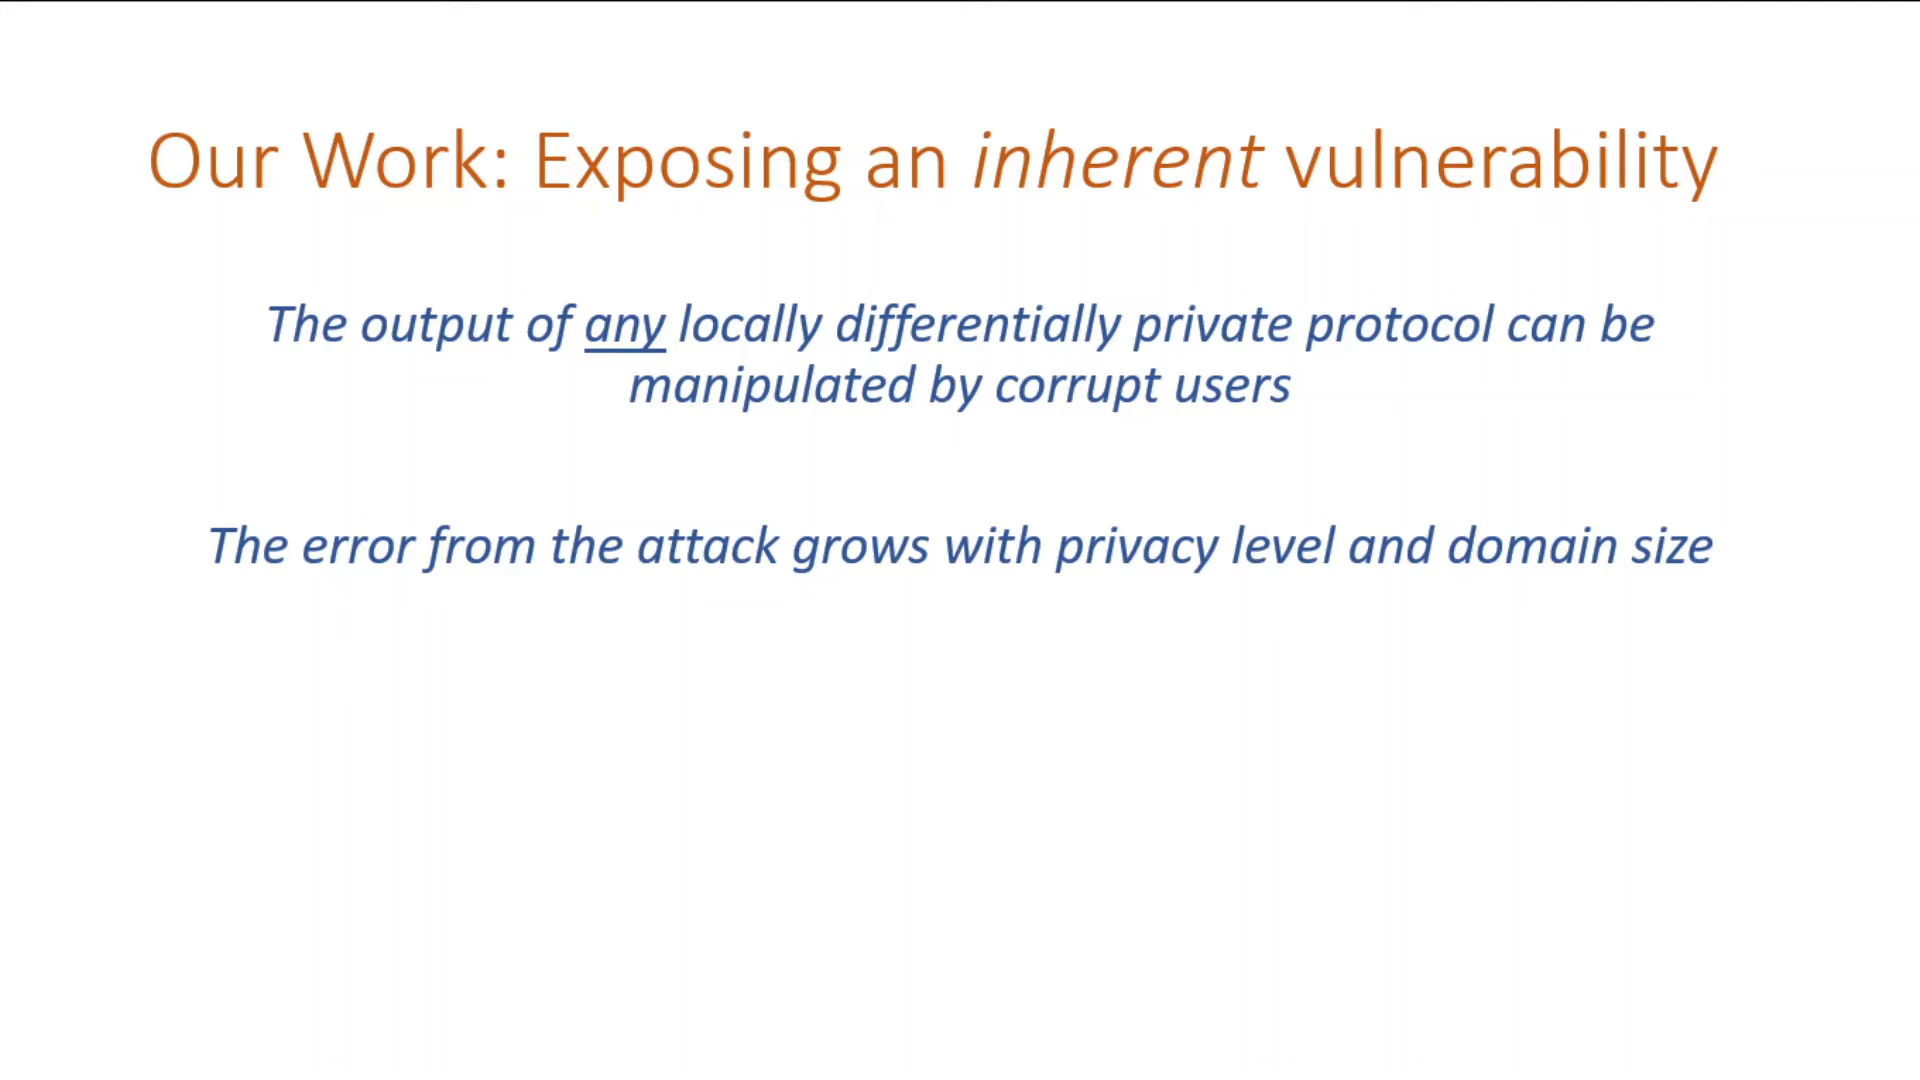 Our Work: Exposing an inherent vulnerability
The output of any locally differentially private protocol can be
manipulated by corrupt users
The error from the attack grows with privacy level and domain size